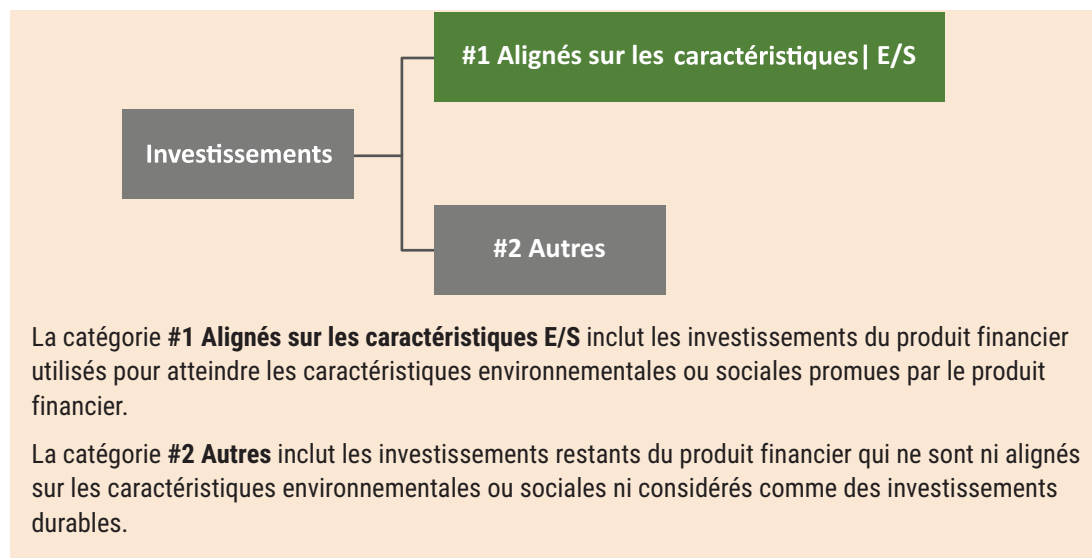 #1 Alignés sur les caractéristiques| E/S
Investissements
#2 Autres
La catégorie #1 Alignés sur les caractéristiques E/S inclut les investissements du produit financier
utilisés pour atteindre les caractéristiques environnementales ou sociales promues par le produit
financier.
La catégorie #2 Autres inclut les investissements restants du produit financier qui ne sont ni alignés
sur les caractéristiques environnementales ou sociales ni considérés comme des investissements
durables.